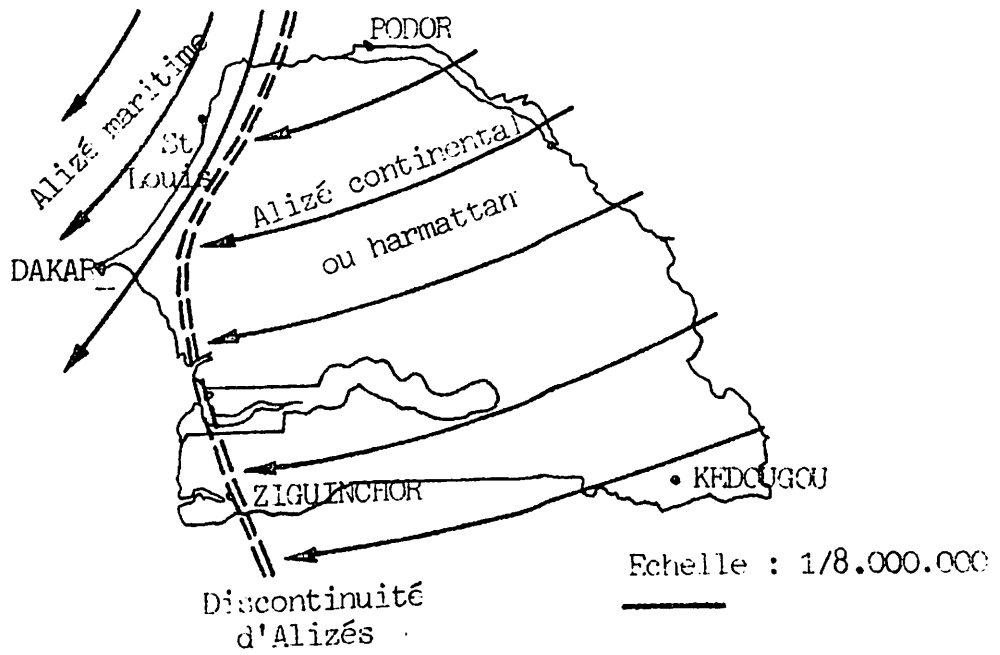 PODOR
Alizé maritime
St
Louis
Alizé continental
ou harmattan
DAKAR
ZIGUINCHOR
KEDOUGOU
Discontinuité
d'Alizés
Echelle : 1/8.000.000